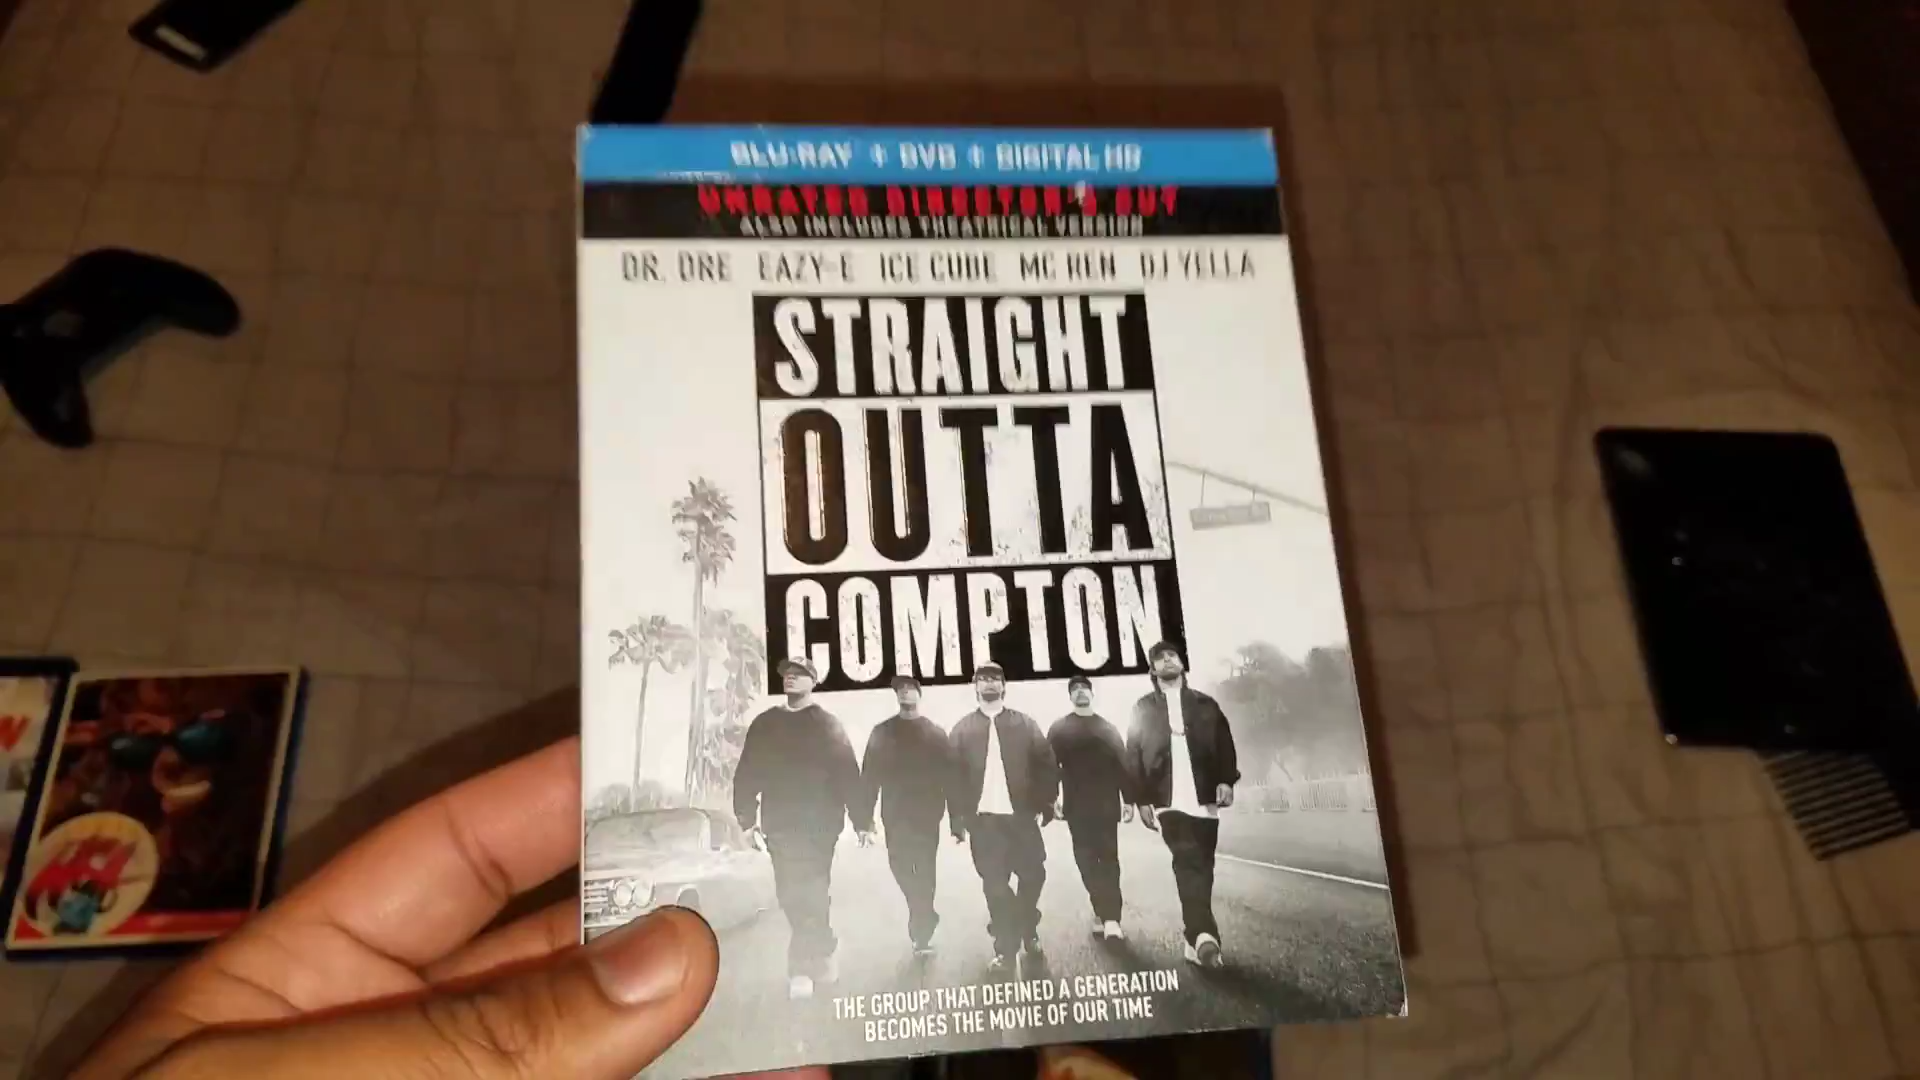 BLU-RAY + DVD + DIGITAL HD
UNRATED DIRECTOR'S CUT
ALSO INCLUDES THEATRICAL VERSION
DR. DRE EAZY-E ICE CUBE MC REN DJ YELLA
STRAIGHT
OUTTA
COMPTON
THE GROUP THAT DEFINED A GENERATION
BECOMES THE MOVIE OF OUR TIME